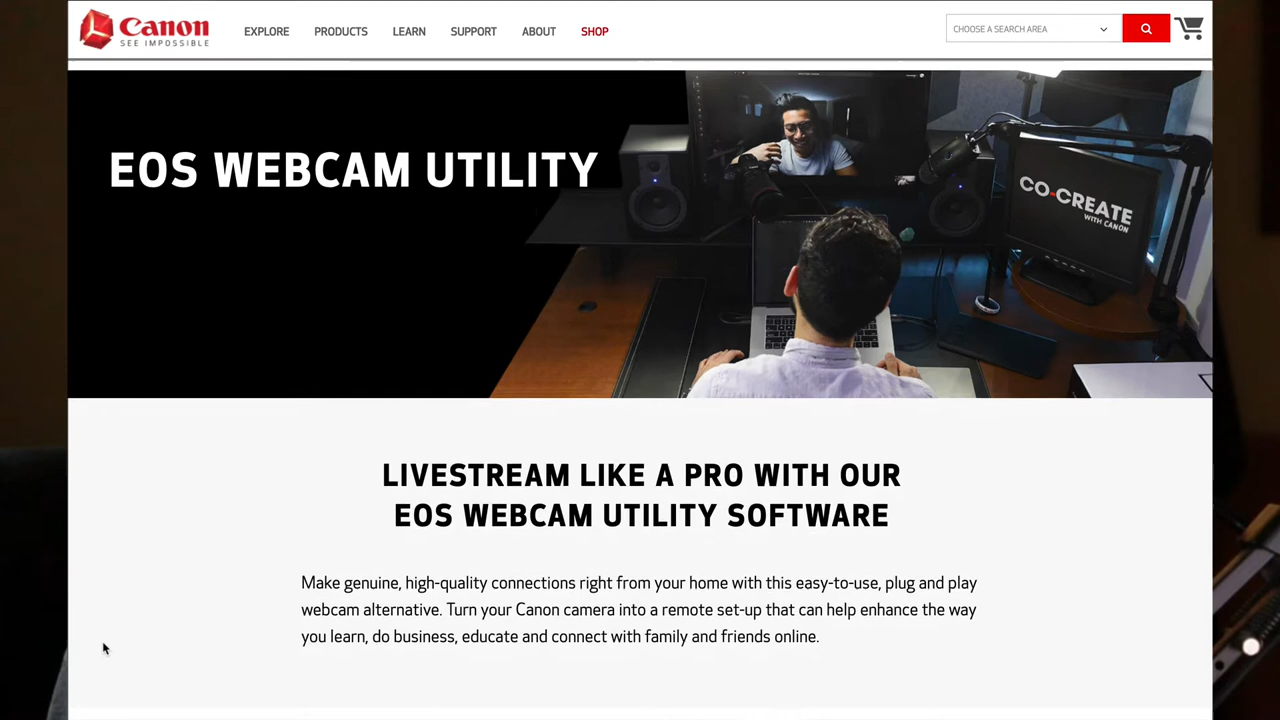 Canon
SEE IMPOSSIBLE
EXPLORE
PRODUCTS
LEARN
SUPPORT
ABOUT
SHOP
CHOOSE A SEARCH AREA
EOS WEBCAM UTILITY
CO-CREATE
WITH CANON
LIVESTREAM LIKE A PRO WITH OUR
EOS WEBCAM UTILITY SOFTWARE
Make genuine, high-quality connections right from your home with this easy-to-use, plug and play
webcam alternative. Turn your Canon camera into a remote set-up that can help enhance the way
you learn, do business, educate and connect with family and friends online.